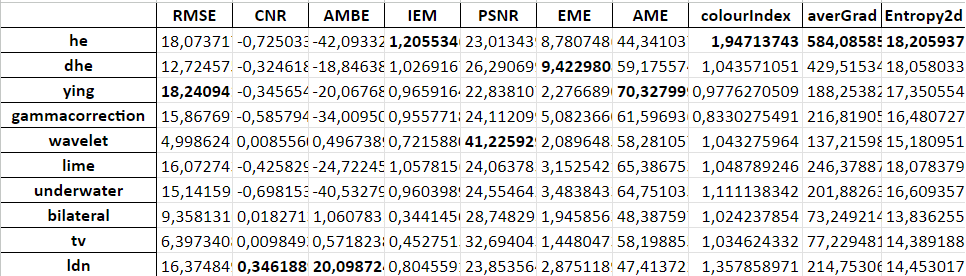 RMSE CNR AMBE IEM PSNR EME AME colourIndex averGrad Entropy2d
he 18,07371 -0,725033 -42,09332 1,205534 23,013439 8,780748 44,34103 1,94713743 584,08585 18,205937
dhe 12,72457 -0,324618 -18,84638 1,026916 26,29069 9,422980 59,17557 1,043571051 429,51534 18,058033
ying 18,24094 -0,345654 -20,06768 0,965916 22,83810 2,276689 70,327999 0,9776270509 188,25382 17,350554
gammacorrection 15,86769 -0,585794 -34,00950 0,955771 24,11209 5,082366 61,59693 0,8330275491 216,81905 16,480727
wavelet 4,998624 0,008556 0,496738 0,721588 41,225929 2,089648 58,28105 1,043275964 137,21598 15,180951
lime 16,07274 -0,425829 -24,72245 1,057815 24,06378 3,152542 65,38675 1,048789246 246,37887 18,078379
underwater 15,14159 -0,698153 -40,53279 0,960398 24,55464 3,483843 64,75103 1,111138342 201,88263 16,609357
bilateral 9,358131 0,018271 1,060783 0,344145 28,74829 1,945856 48,38759 1,024237854 73,249214 13,836255
tv 6,397340 0,009849 0,571823 0,452751 32,69404 1,448047 58,19885 1,034624332 77,229481 14,389188
ldn 16,37484 0,346188 20,09872 0,804559 23,85356 2,875118 47,41372 1,357858971 214,75306 14,453017